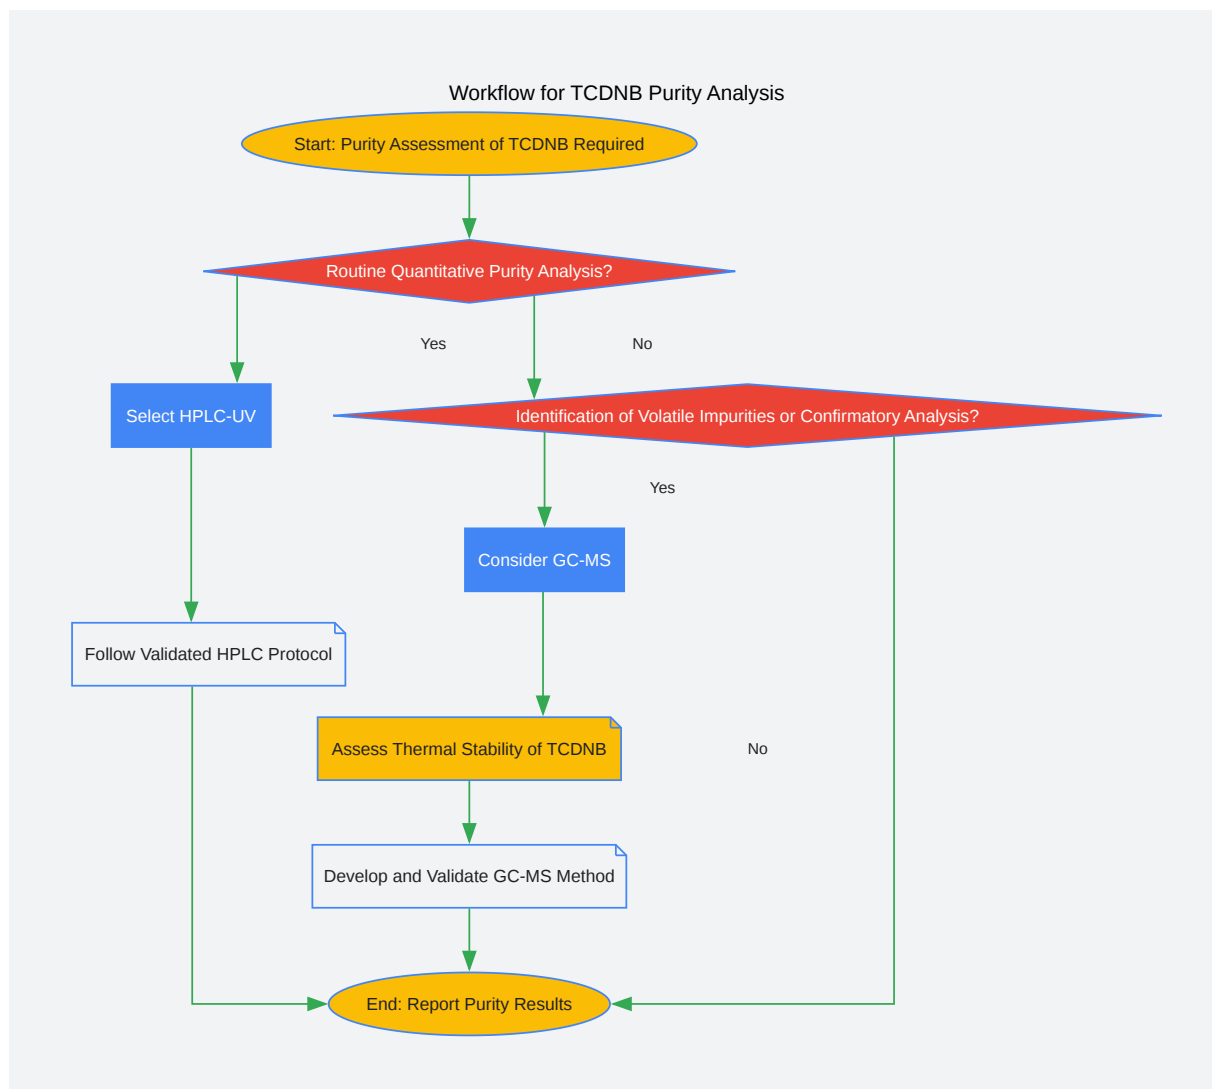 Workflow for TCDNB Purity Analysis
Start: Purity Assessment of TCDNB Required
Routine Quantitative Purity Analysis?
Yes
No
Select HPLC-UV
Identification of Volatile Impurities or Confirmatory Analysis?
Yes
Consider GC-MS
Follow Validated HPLC Protocol
Assess Thermal Stability of TCDNB
No
Develop and Validate GC-MS Method
End: Report Purity Results